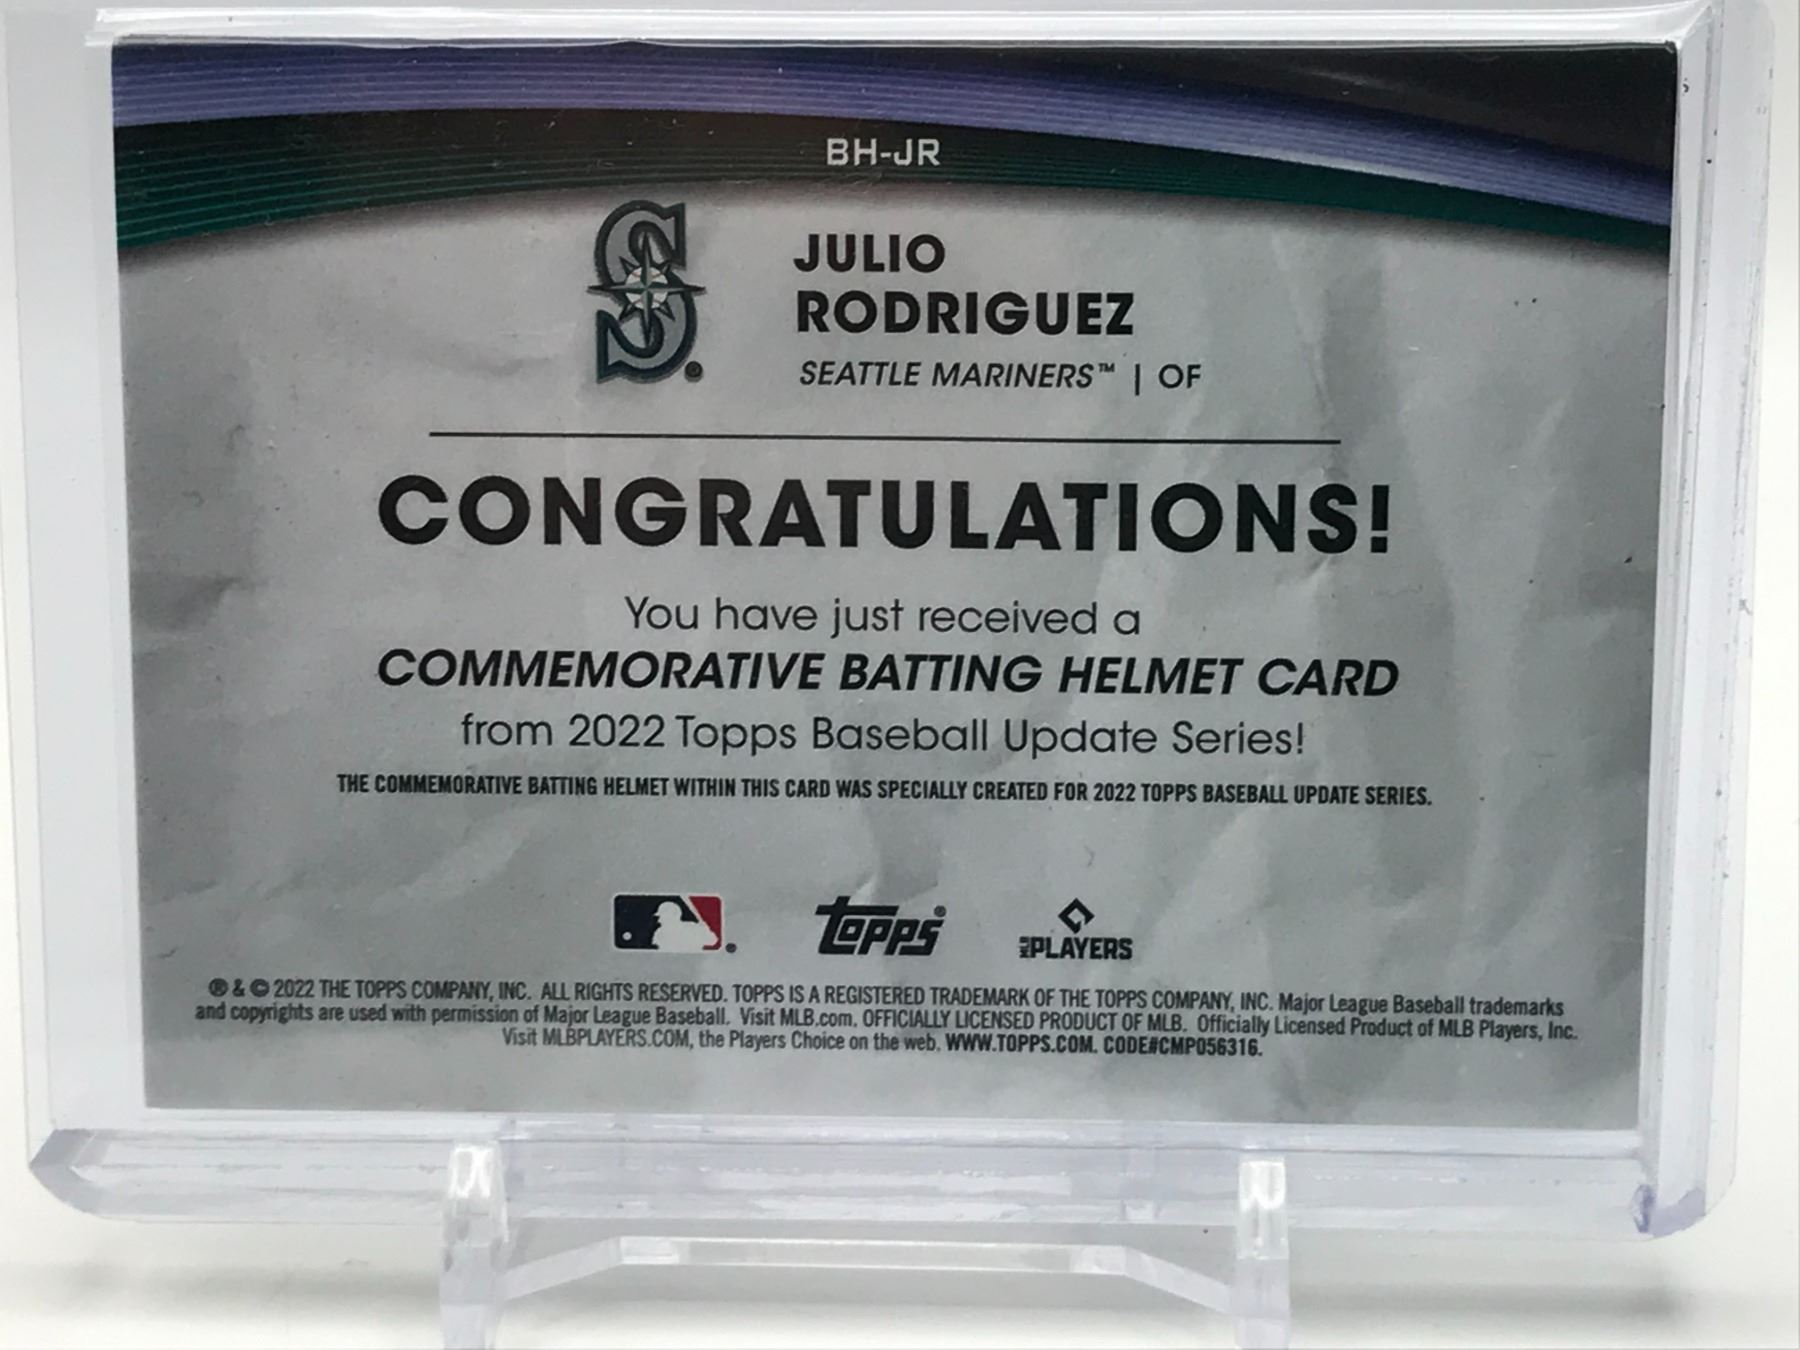 BH-JR
S
JULIO
RODRIGUEZ
SEATTLE MARINERS™ | OF
CONGRATULATIONS!
You have just received a
COMMEMORATIVE BATTING HELMET CARD
from 2022 Topps Baseball Update Series!
THE COMMEMORATIVE BATTING HELMET WITHIN THIS CARD WAS SPECIALLY CREATED FOR 2022 TOPPS BASEBALL UPDATE SERIES.
topps® PLAYERS
® & © 2022 THE TOPPS COMPANY, INC. ALL RIGHTS RESERVED. TOPPS IS A REGISTERED TRADEMARK OF THE TOPPS COMPANY, INC. Major League Baseball trademarks
and copyrights are used with permission of Major League Baseball. Visit MLB.com. OFFICIALLY LICENSED PRODUCT OF MLB. Officially Licensed Product of MLB Players, Inc.
Visit MLBPLAYERS.COM, the Players Choice on the web. WWW.TOPPS.COM. CODE#CMP056316.